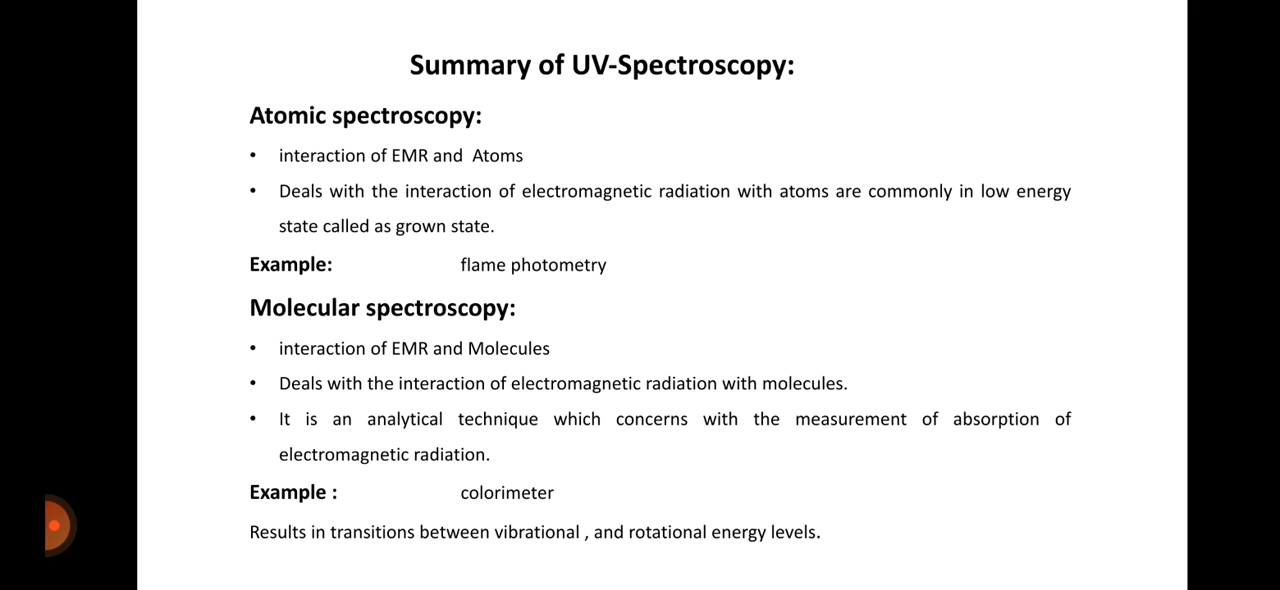 Summary of UV-Spectroscopy:
Atomic spectroscopy:
• interaction of EMR and Atoms
• Deals with the interaction of electromagnetic radiation with atoms are commonly in low energy
state called as grown state.
Example: flame photometry
Molecular spectroscopy:
• interaction of EMR and Molecules
• Deals with the interaction of electromagnetic radiation with molecules.
• It is an analytical technique which concerns with the measurement of absorption of
electromagnetic radiation.
Example : colorimeter
Results in transitions between vibrational , and rotational energy levels.